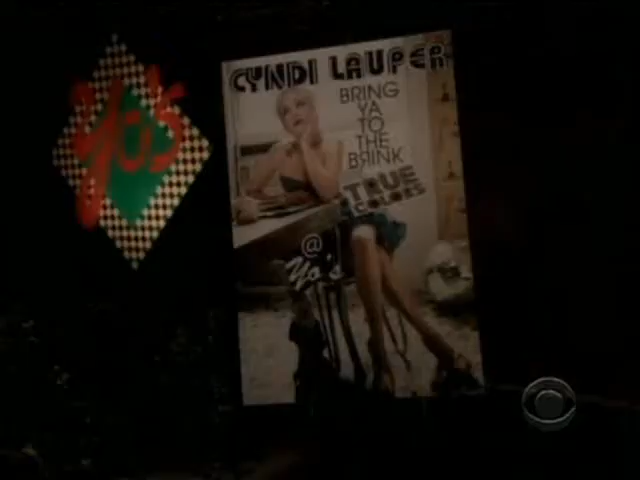 Yo's
CYNDI LAUPER
BRING
YA
TO
THE
BRINK
TRUE
COLORS
@
Yo's